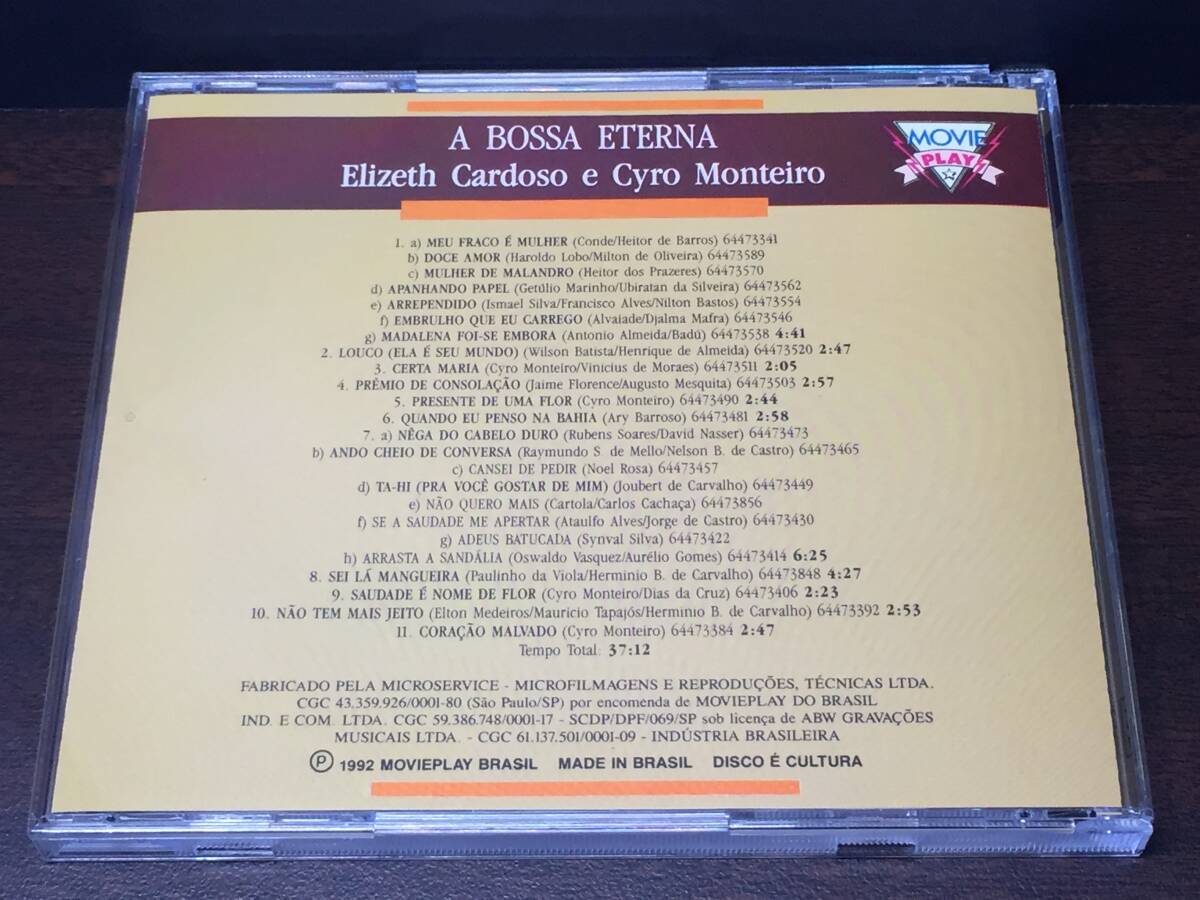 A BOSSA ETERNA
Elizeth Cardoso e Cyro Monteiro
MOVIE
PLAY
1. a) MEU FRACO É MULHER (Conde/Heitor de Barros) 64473341
b) DOCE AMOR (Haroldo Lobo/Milton de Oliveira) 64473589
c) MULHER DE MALANDRO (Heitor dos Prazeres) 64473570
d) APANHANDO PAPEL (Getúlio Marinho/Ubiratan da Silveira) 64473562
e) ARREPENDIDO (Ismael Silva/Francisco Alves/Nilton Bastos) 64473554
f) EMBRULHO QUE EU CARREGO (Alvaiade/Djalma Mafra) 64473546
g) MADALENA FOI-SE EMBORA (Antonio Almeida/Badú) 64473538 4:41
2. LOUCO (ELA É SEU MUNDO) (Wilson Batista/Henrique de Almeida) 64473520 2:47
3. CERTA MARIA (Cyro Monteiro/Vinicius de Moraes) 64473511 2:05
4. PRÊMIO DE CONSOLAÇÃO (Jaime Florence/Augusto Mesquita) 64473503 2:57
5. PRESENTE DE UMA FLOR (Cyro Monteiro) 64473490 2:44
6. QUANDO EU PENSO NA BAHIA (Ary Barroso) 64473481 2:58
7. a) NÊGA DO CABELO DURO (Rubens Soares/David Nasser) 64473473
b) ANDO CHEIO DE CONVERSA (Raymundo S. de Mello/Nelson B. de Castro) 64473465
c) CANSEI DE PEDIR (Noel Rosa) 64473457
d) TA-HI (PRA VOCÊ GOSTAR DE MIM) (Joubert de Carvalho) 64473449
e) NÃO QUERO MAIS (Cartola/Carlos Cachaça) 64473856
f) SE A SAUDADE ME APERTAR (Ataulfo Alves/Jorge de Castro) 64473430
g) ADEUS BATUCADA (Synval Silva) 64473422
h) ARRASTA A SANDÁLIA (Oswaldo Vasquez/Aurélio Gomes) 64473414 6:25
8. SEI LÁ MANGUEIRA (Paulinho da Viola/Herminio B. de Carvalho) 64473848 4:27
9. SAUDADE É NOME DE FLOR (Cyro Monteiro/Dias da Cruz) 64473406 2:23
10. NÃO TEM MAIS JEITO (Elton Medeiros/Mauricio Tapajós/Herminio B. de Carvalho) 64473392 2:53
11. CORAÇÃO MALVADO (Cyro Monteiro) 64473384 2:47
Tempo Total: 37:12
FABRICADO PELA MICROSERVICE - MICROFILMAGENS E REPRODUÇÕES, TÉCNICAS LTDA.
CGC 43.359.926/0001-80 (São Paulo/SP) por encomenda de MOVIEPLAY DO BRASIL
IND. E COM. LTDA. CGC 59.386.748/0001-17 - SCDP/DPF/069/SP sob licença de ABW GRAVAÇÕES
MUSICAIS LTDA. - CGC 61.137.501/0001-09 - INDÚSTRIA BRASILEIRA
Ⓟ 1992 MOVIEPLAY BRASIL MADE IN BRASIL DISCO É CULTURA